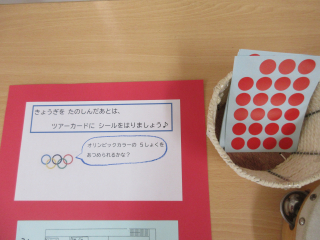 きょうぎを たのしんだあとは、
ツアーカードに シールをはりましょう♪
オリンピックカラーの 5しょくを
あつめられるかな？